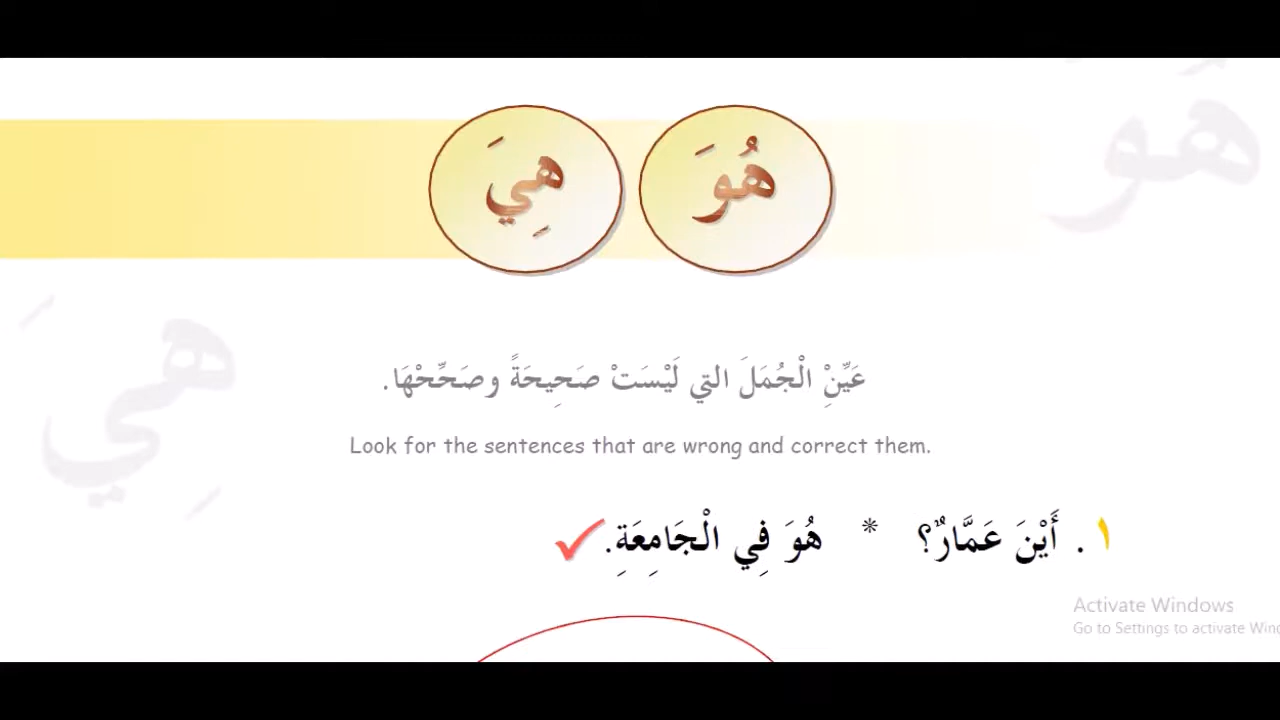 هُوَ هِيَ
هُوَ
هِيَ
عَيِّنِْ الْجُمَلَ التي لَيْسَتْ صَحِيحَةً وصَحِّحْهَا.
Look for the sentences that are wrong and correct them.
١. أَيْنَ عَمَّارٌ؟ * هُوَ فِي الْجَامِعَةِ.
Activate Windows
Go to Settings to activate Win